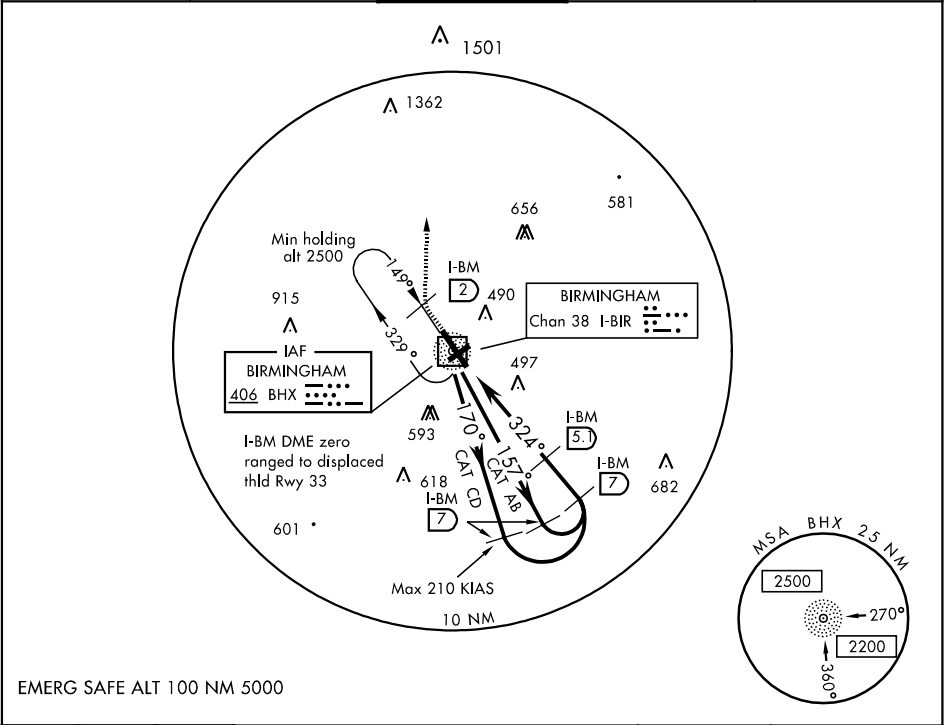 1501
1362
581
656
Min holding
alt 2500
149°
I-BM
2
490
915
BIRMINGHAM
Chan 38 I-BIR
329°
IAF
BIRMINGHAM
406 BHX
497
593
170°
324°
I-BM
5.1
I-BM DME zero
ranged to displaced
thld Rwy 33
157°
CAT CD
CAT AB
I-BM
7
618
682
I-BM
7
601
Max 210 KIAS
10 NM
MSA BHX 25 NM
2500
270°
2200
360°
EMERG SAFE ALT 100 NM 5000